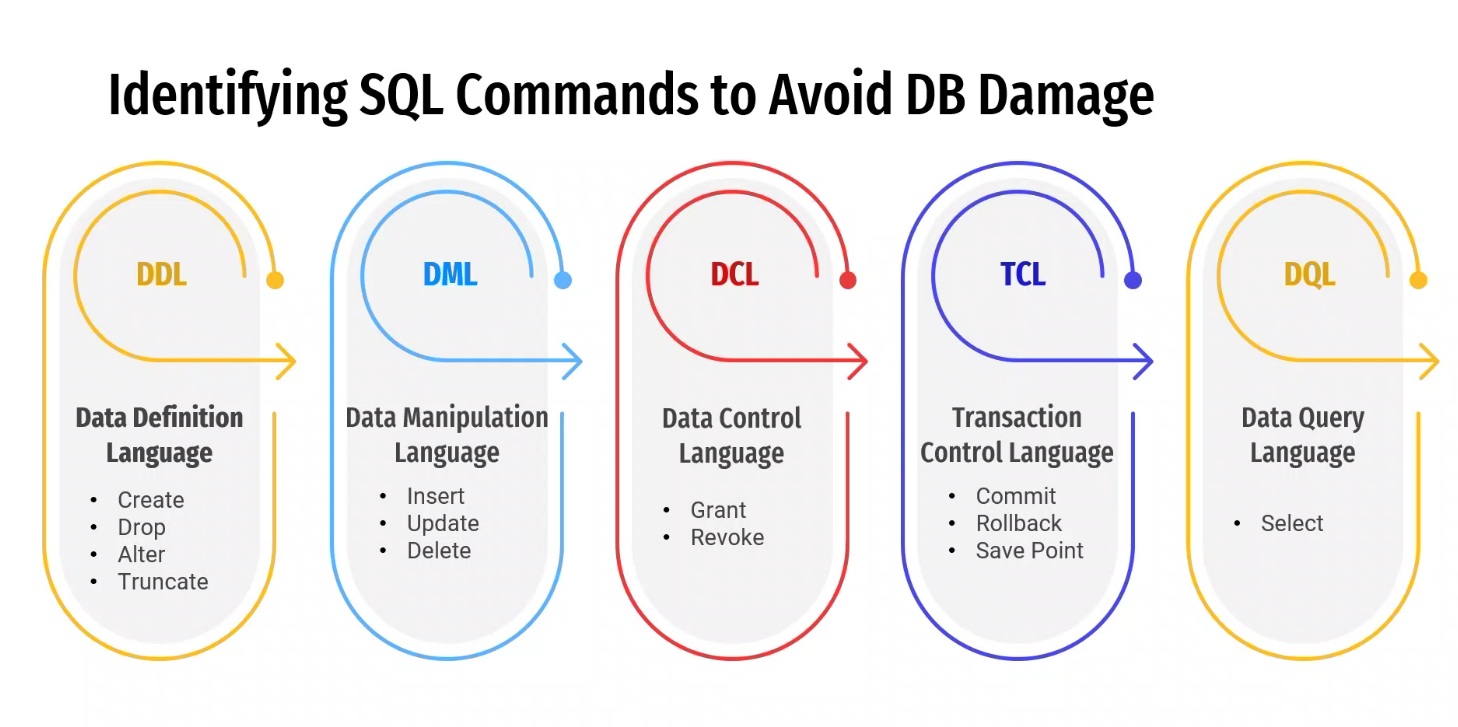 Identifying SQL Commands to Avoid DB Damage
DDL
Data Definition
Language
• Create
• Drop
• Alter
• Truncate
DML
Data Manipulation
Language
• Insert
• Update
• Delete
DCL
Data Control
Language
• Grant
• Revoke
TCL
Transaction
Control Language
• Commit
• Rollback
• Save Point
DQL
Data Query
Language
• Select